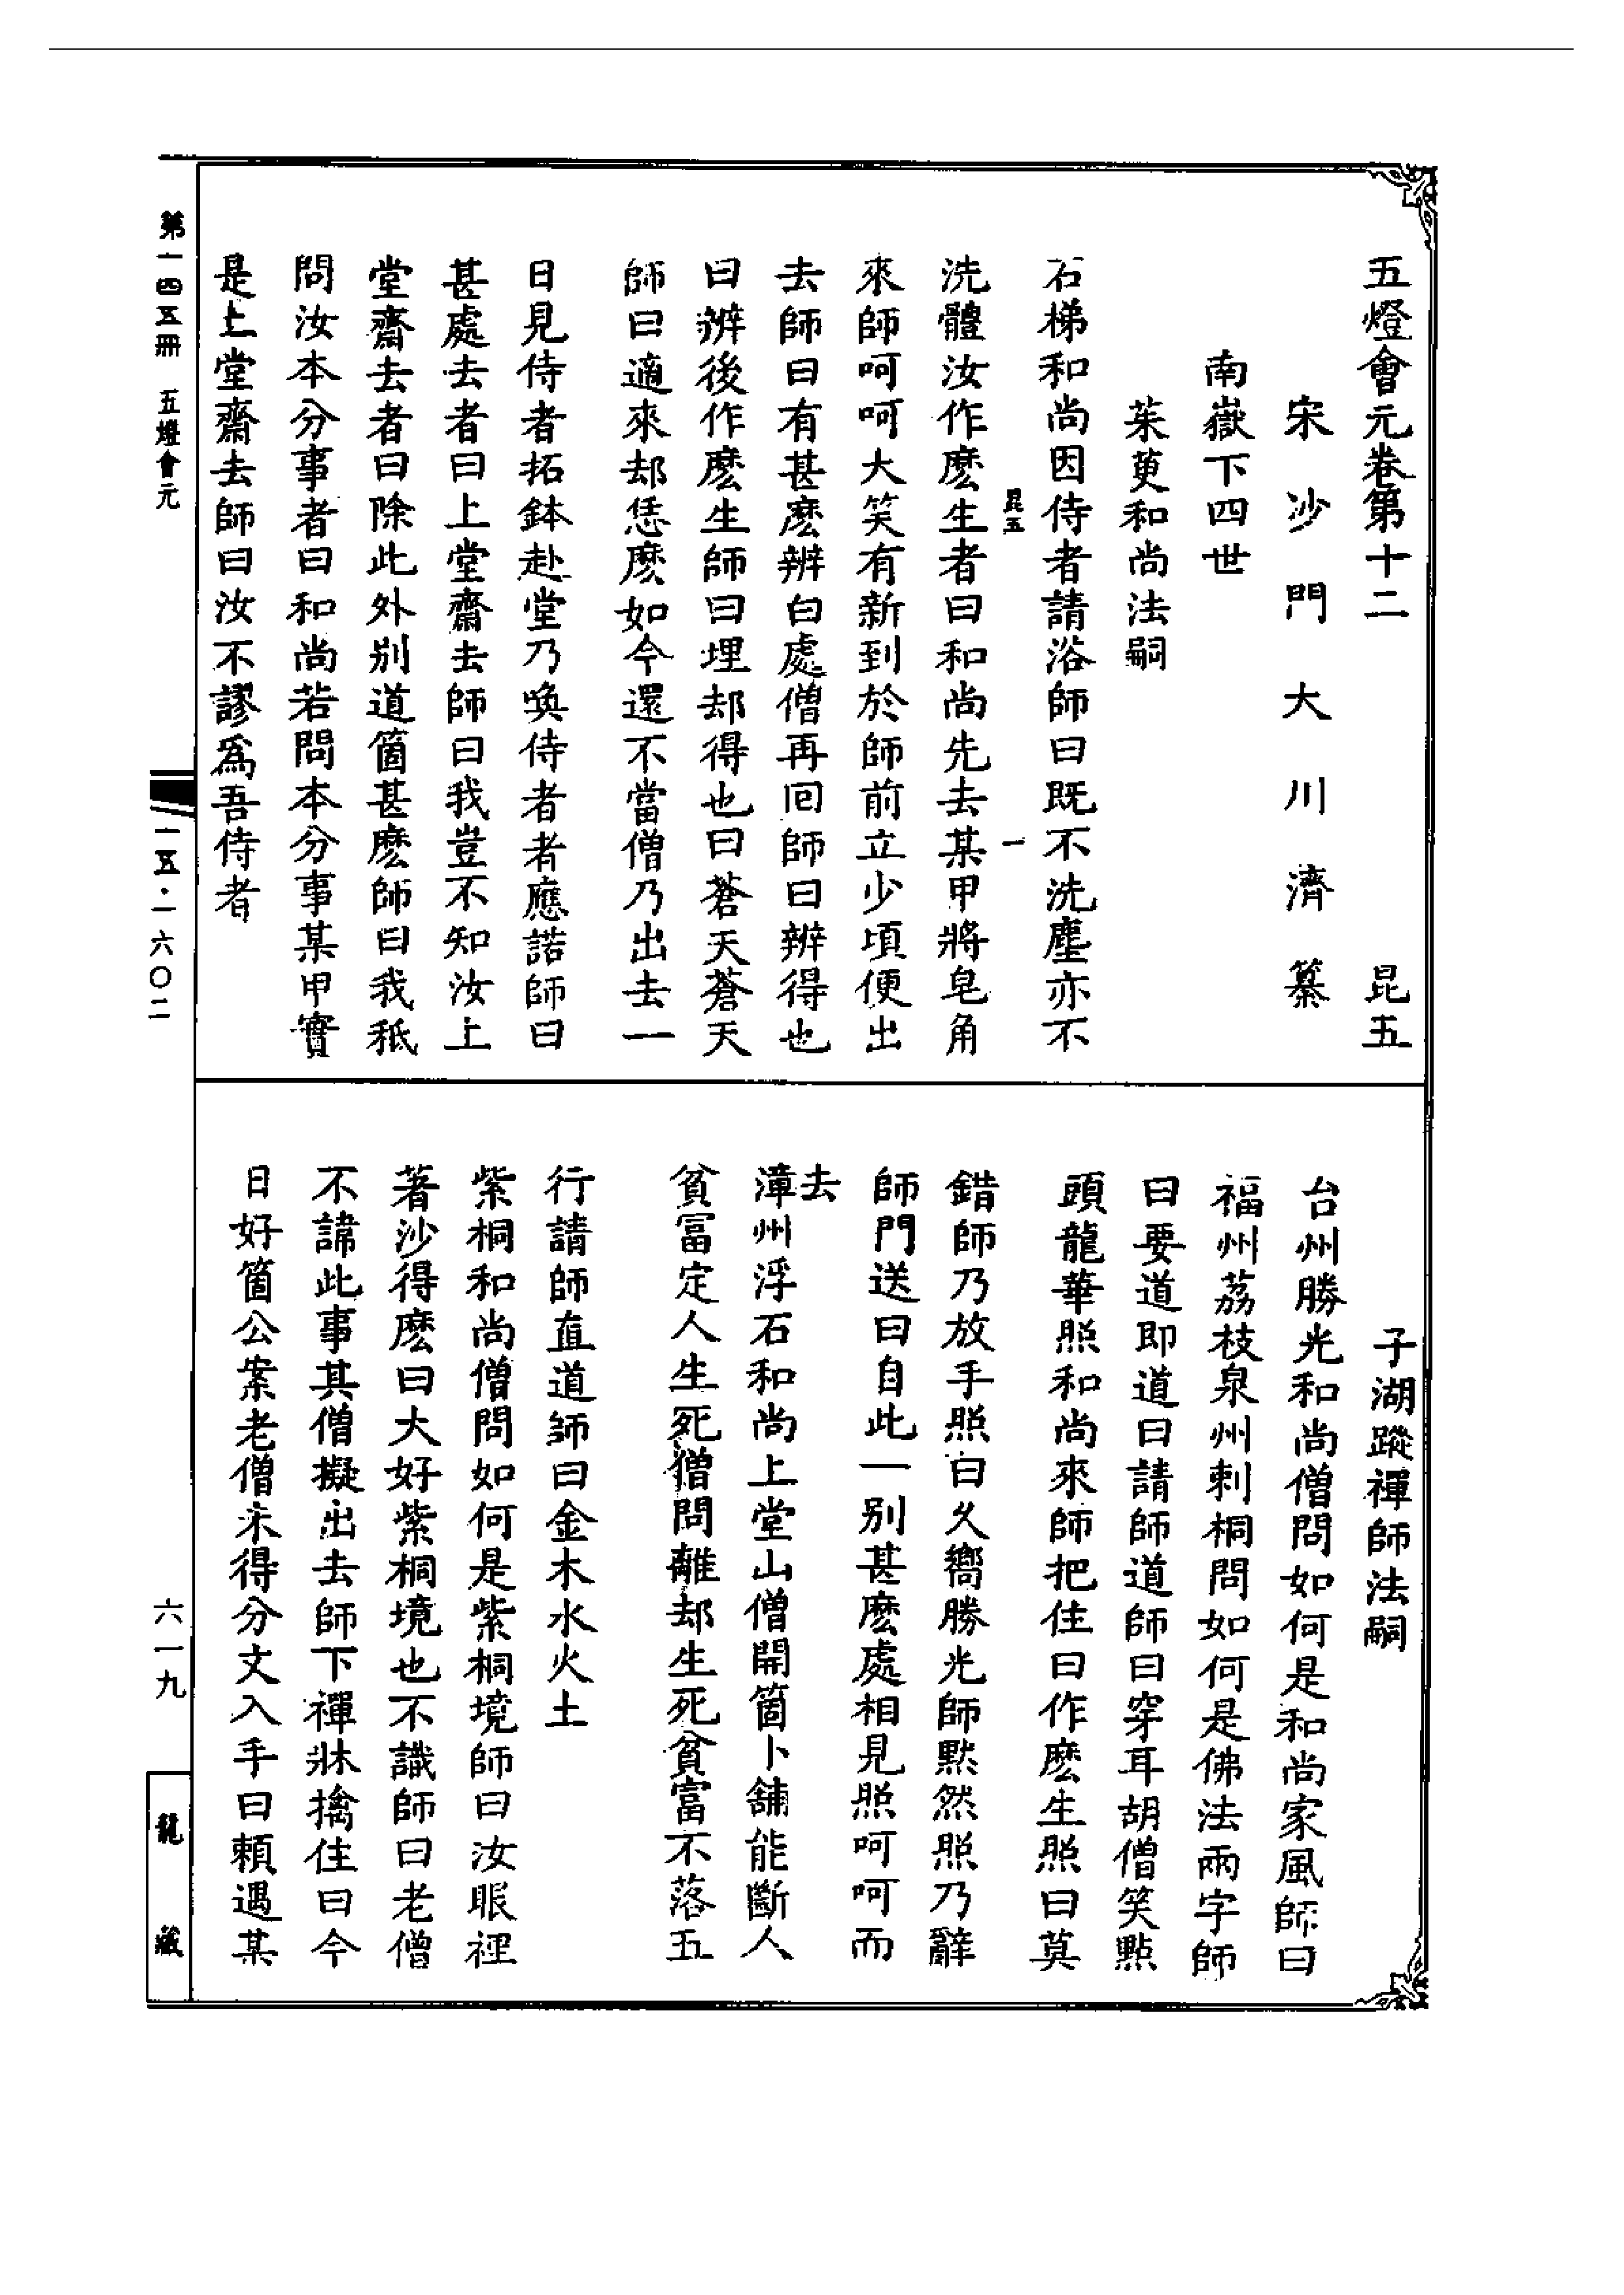 五燈會元卷第十二　昆五
宋沙門大川濟纂
南嶽下四世
茱萸和尚法嗣
石梯和尚因侍者請浴師曰既不洗塵亦不
昆五　一
洗體汝作麽生者曰和尚先去某甲將皂角
來師呵呵大笑有新到於師前立少頃便出
去師曰有甚麽辨白處僧再回師曰辨得也
曰辨後作麽生師曰埋却得也曰蒼天蒼天
師曰適來却恁麽如今還不當僧乃出去一
日見侍者拓鉢赴堂乃喚侍者者應諾師曰
甚處去者曰上堂齋去師曰我豈不知汝上
堂齋去者曰除此外别道箇甚麽師曰我秖
問汝本分事者曰和尚若問本分事某甲實
是上堂齋去師曰汝不謬爲吾侍者
子湖蹤禪師法嗣
台州勝光和尚僧問如何是和尚家風師曰
福州荔枝泉州刺桐問如何是佛法兩字師
曰要道即道曰請師道師曰穿耳胡僧笑點
頭龍華照和尚來師把住曰作麽生照曰莫
錯師乃放手照曰久嚮勝光師默然照乃辭
師門送曰自此一别甚麽處相見照呵呵而
去
漳州浮石和尚上堂山僧開箇卜舖能斷人
貧富定人生死僧問離却生死貧富不落五
行請師直道師曰金木水火土
紫桐和尚僧問如何是紫桐境師曰汝眼裡
著沙得麽曰大好紫桐境也不識師曰老僧
不諱此事其僧擬出去師下禪牀擒住曰今
日好箇公案老僧未得分文入手曰賴遇某
第一四五冊　五燈會元
一五·一六〇二
六一九
龍藏